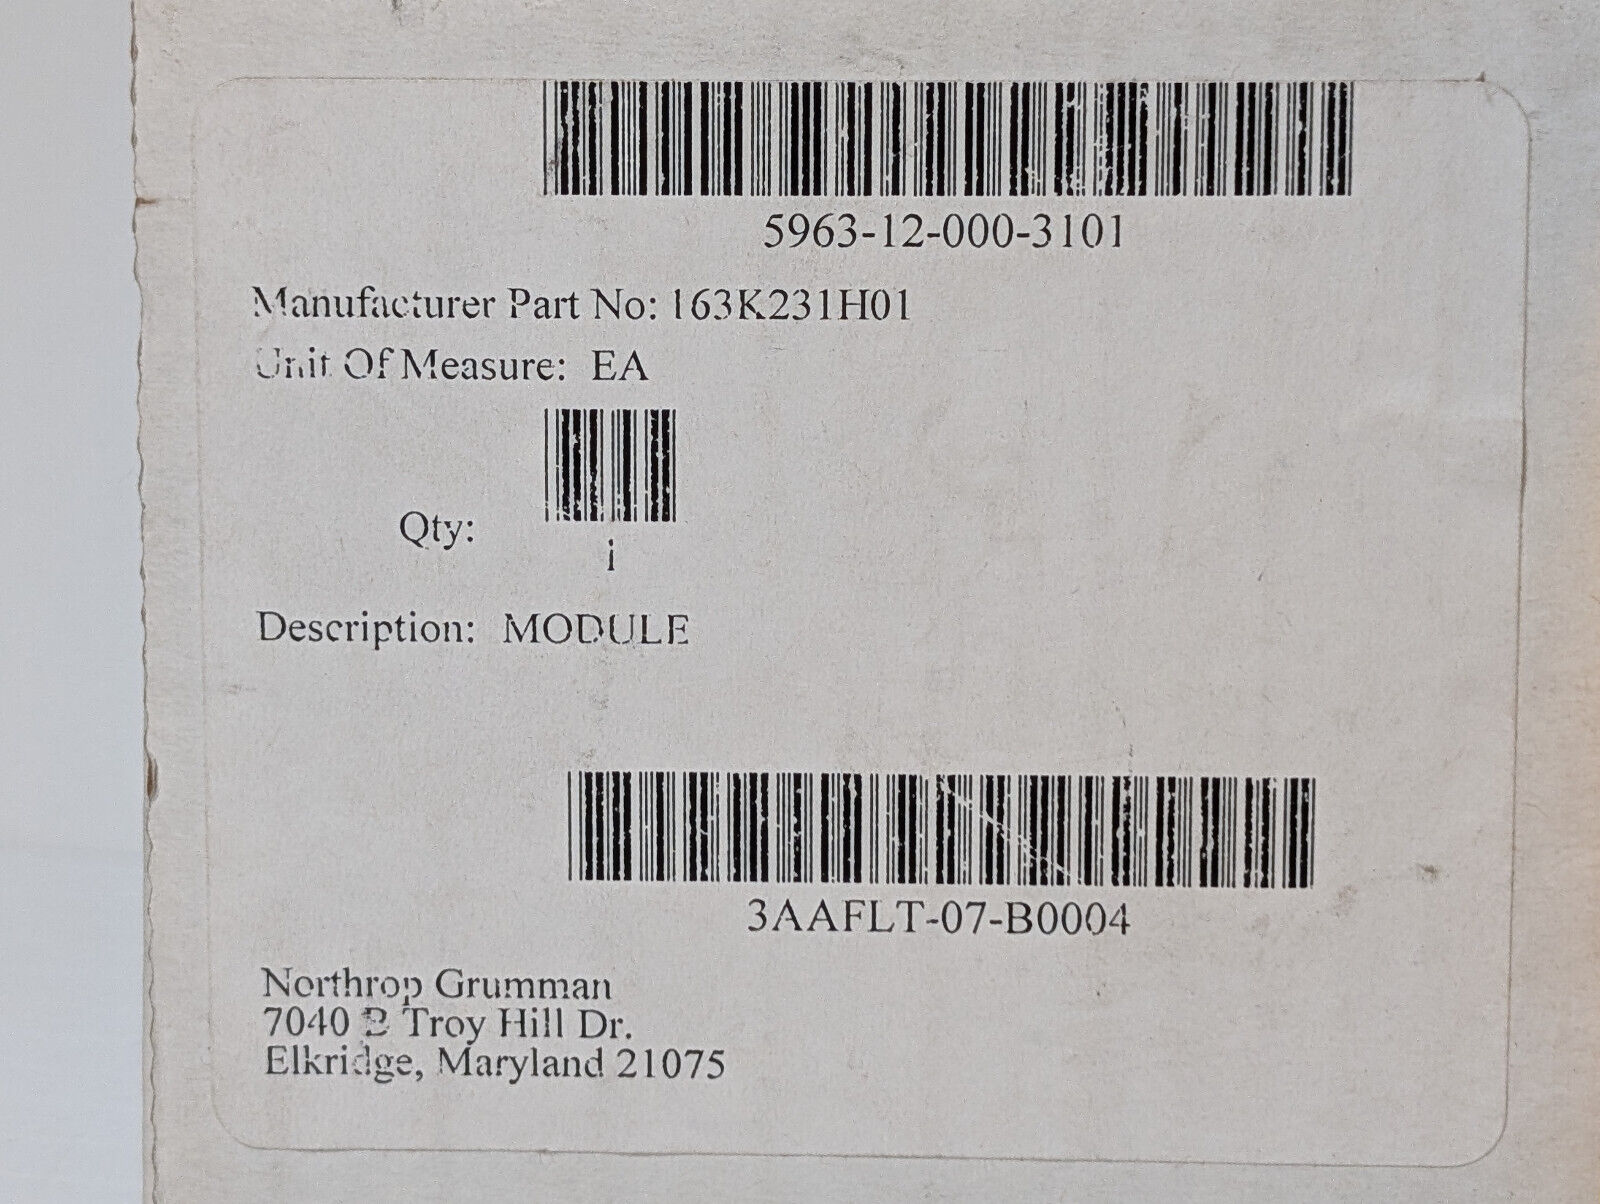 5963-12-000-3101
Manufacturer Part No: 163K231H01
Unit Of Measure: EA
Qty:
1
Description: MODULE
3AAFLT-07-B0004
Northrop Grumman
7040 B Troy Hill Dr.
Elkridge, Maryland 21075